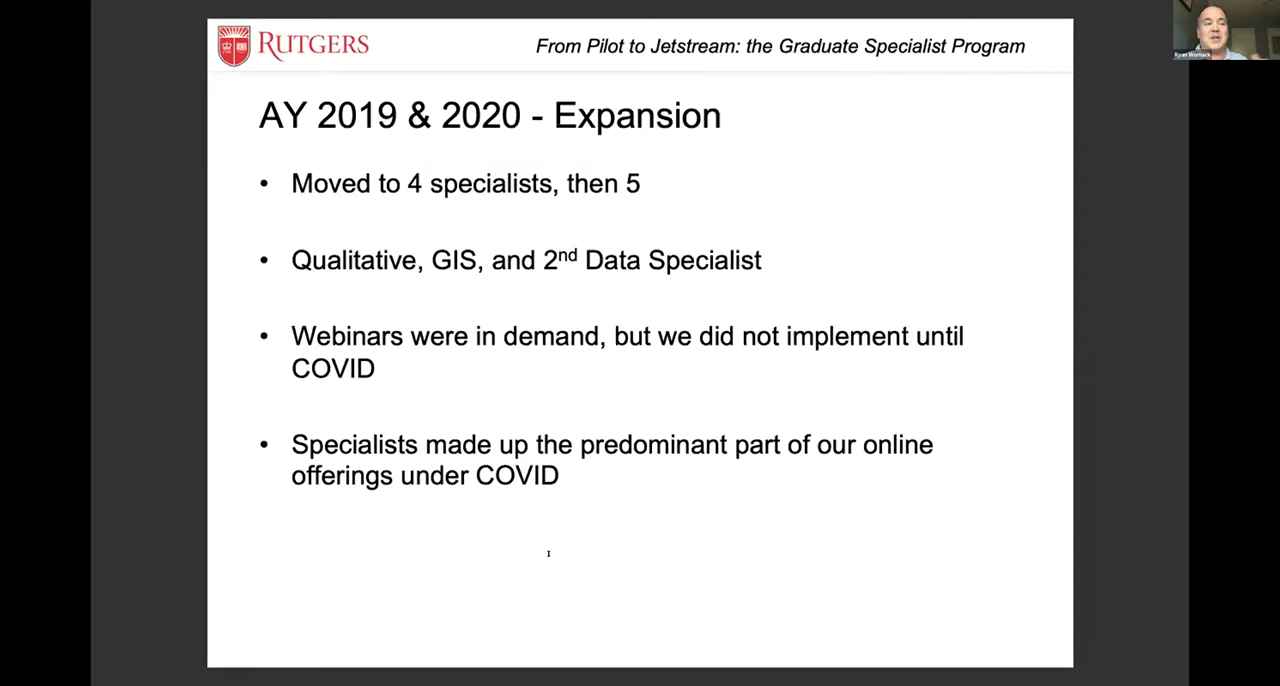 RUTGERS
From Pilot to Jetstream: the Graduate Specialist Program
Ryan Womack
AY 2019 & 2020 - Expansion
• Moved to 4 specialists, then 5
• Qualitative, GIS, and 2nd Data Specialist
• Webinars were in demand, but we did not implement until
COVID
• Specialists made up the predominant part of our online
offerings under COVID